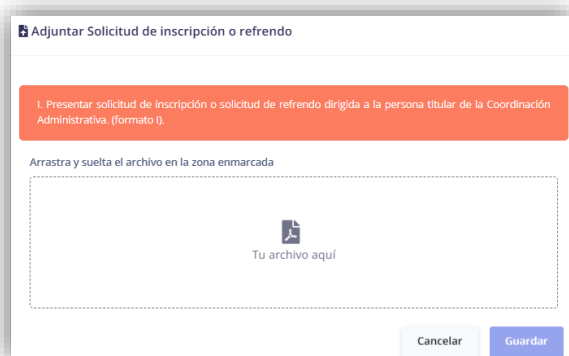 Adjuntar Solicitud de inscripción o refrendo
I. Presentar solicitud de inscripción o solicitud de refrendo dirigida a la persona titular de la Coordinación
Administrativa. (formato I).
Arrastra y suelta el archivo en la zona enmarcada
Tu archivo aquí
Cancelar
Guardar